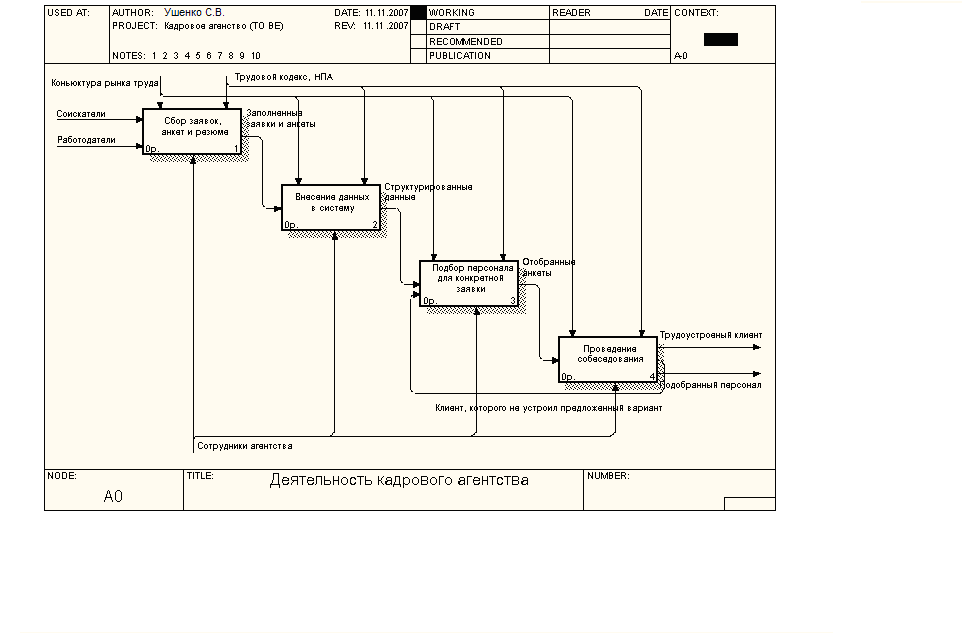 USED AT:
AUTHOR: Ушенко С.В.
DATE: 11.11.2007
WORKING
READER
DATE
CONTEXT:
PROJECT: Кадровое агенство (TO BE)
REV: 11.11.2007
DRAFT
RECOMMENDED
NOTES: 1 2 3 4 5 6 7 8 9 10
PUBLICATION
A-0
Коньюктура рынка труда
Трудовой кодекс, НПА
Соискатели
Работодатели
Сбор заявок,
анкет и резюме
0р. 1
Заполненные
заявки и анкеты
Внесение данных
в систему
0р. 2
Структурированные
данные
Подбор персонала
для конкретной
заявки
0р. 3
Отобранные
анкеты
Проведение
собеседования
0р. 4
Трудоустроеный клиент
Подобранный персонал
Клиент, которого не устроил предложенный вариант
Сотрудники агентства
NODE:
TITLE:
NUMBER:
A0
Деятельность кадрового агентства